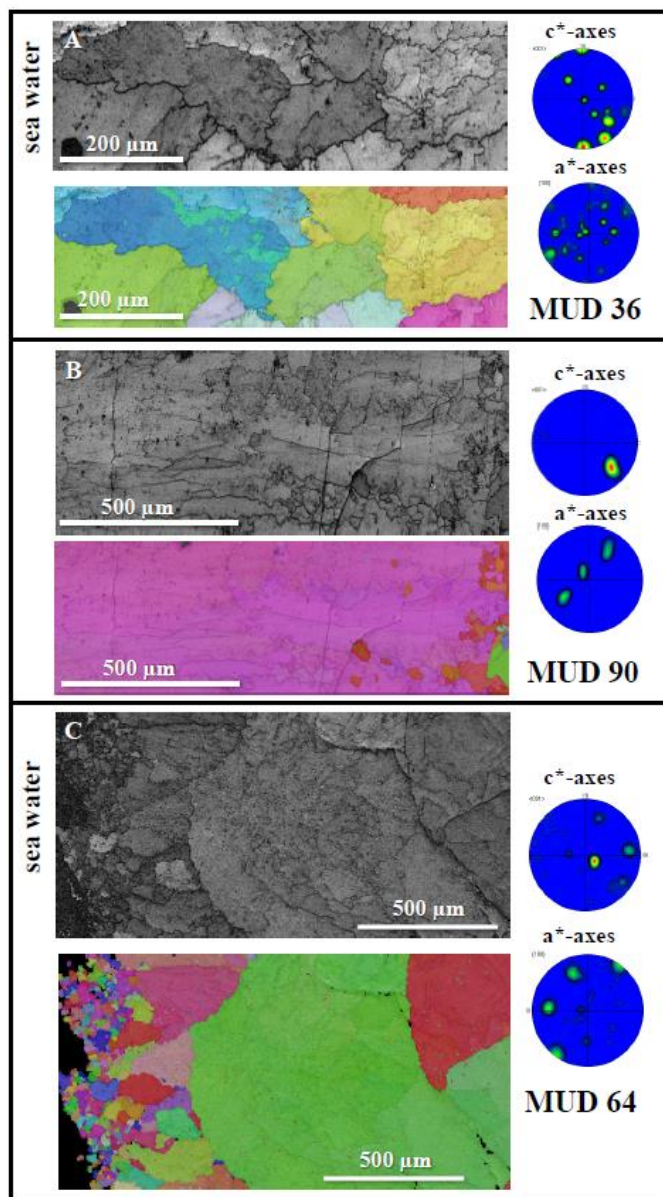 A
sea water
200 µm
200 µm
c*-axes
a*-axes
MUD 36
B
500 µm
500 µm
c*-axes
a*-axes
MUD 90
C
sea water
500 µm
500 µm
c*-axes
a*-axes
MUD 64